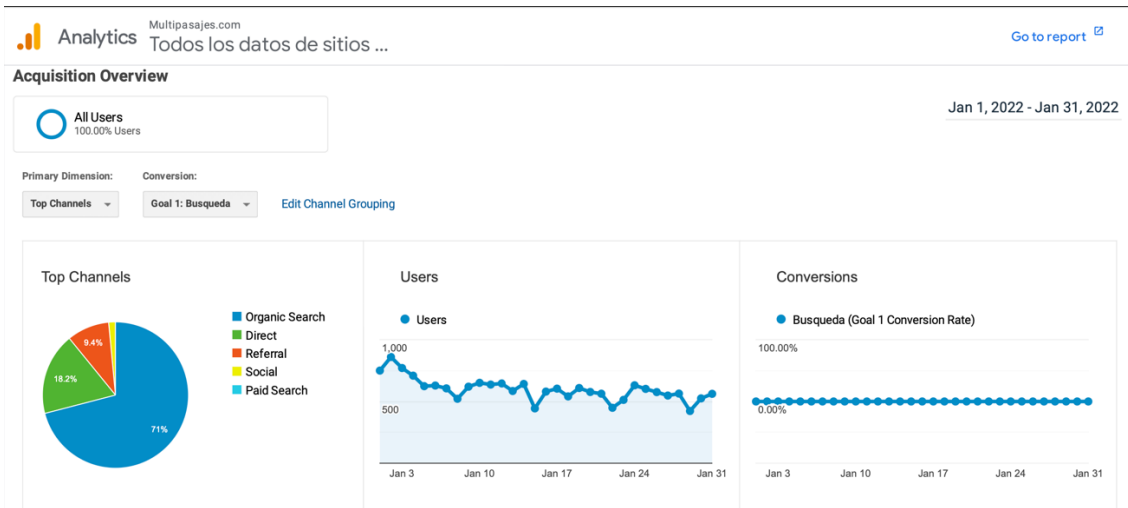 Analytics
Multipasajes.com
Todos los datos de sitios ...
Go to report
Acquisition Overview
All Users
100.00% Users
Jan 1, 2022 - Jan 31, 2022
Primary Dimension:
Conversion:
Top Channels
Goal 1: Busqueda
Edit Channel Grouping
Top Channels
Organic Search
Direct
Referral
Social
Paid Search
9.4%
18.2%
71%
Users
Users
1,000
500
Jan 3
Jan 10
Jan 17
Jan 24
Jan 31
Conversions
Busqueda (Goal 1 Conversion Rate)
100.00%
0.00%
Jan 3
Jan 10
Jan 17
Jan 24
Jan 31